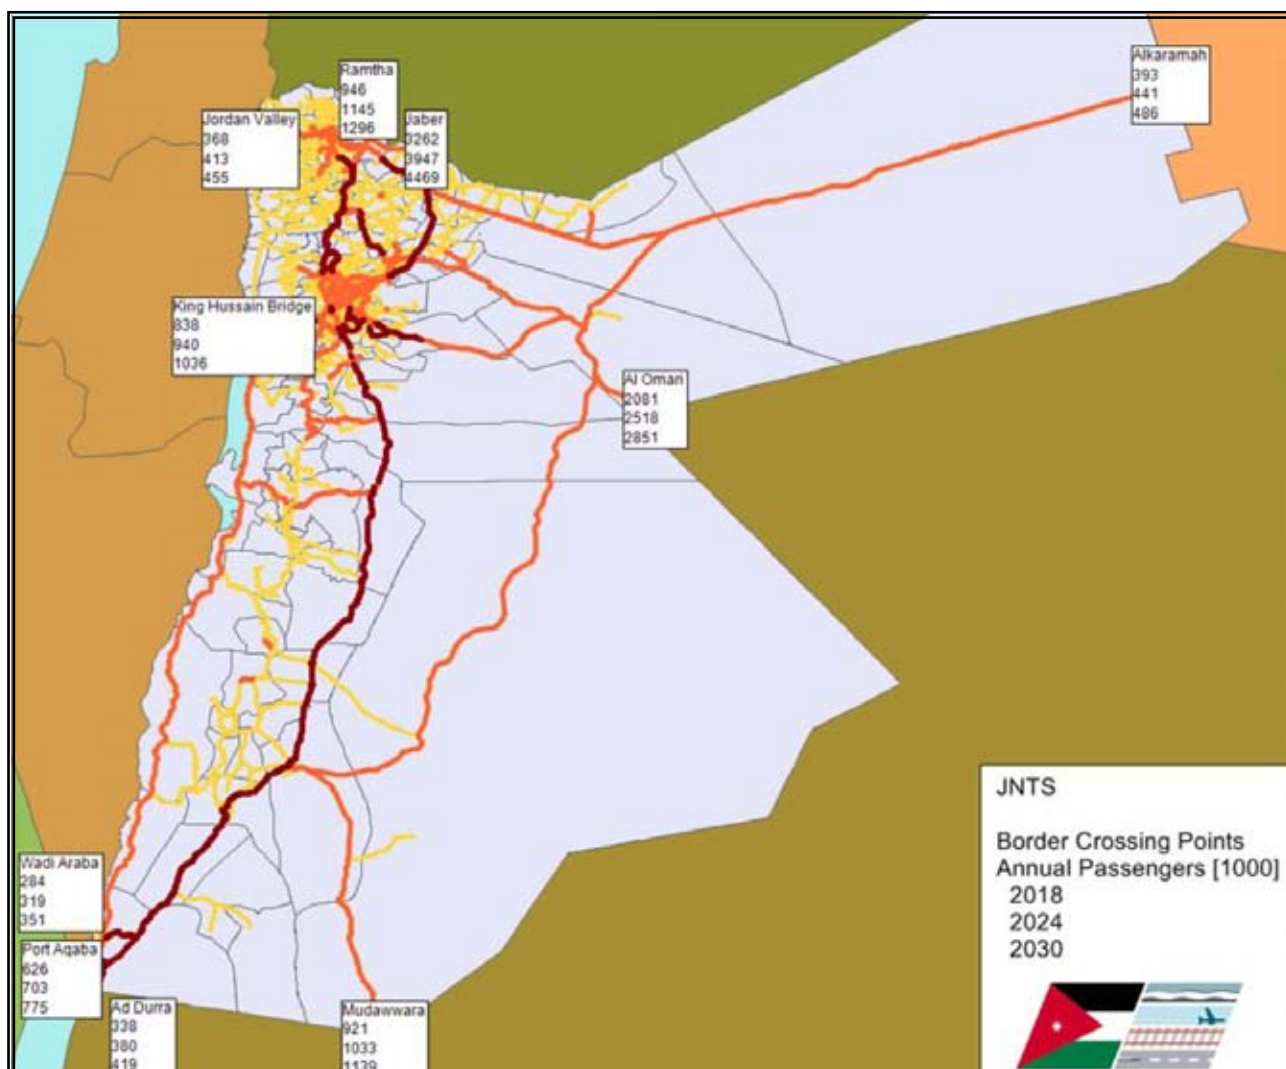 Ramtha
946
1145
1296
Alkaramah
393
441
486
Jordan Valley
368
413
455
Jaber
3262
3947
4469
King Hussain Bridge
838
940
1036
Al Omari
2081
2518
2851
Wadi Araba
284
319
351
Port Aqaba
626
703
775
Ad Durra
338
380
419
Mudawwara
921
1033
1139
JNTS
Border Crossing Points
Annual Passengers [1000]
2018
2024
2030